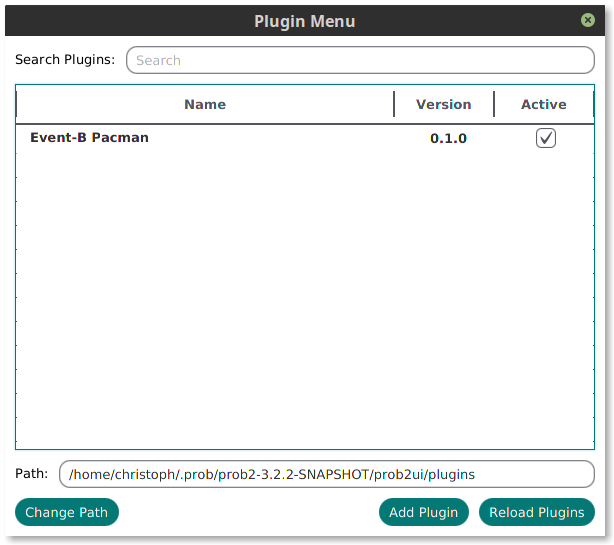 Plugin Menu
Search Plugins: Search
Name Version Active
Event-B Pacman 0.1.0
Path: /home/christoph/.prob/prob2-3.2.2-SNAPSHOT/prob2ui/plugins
Change Path Add Plugin Reload Plugins